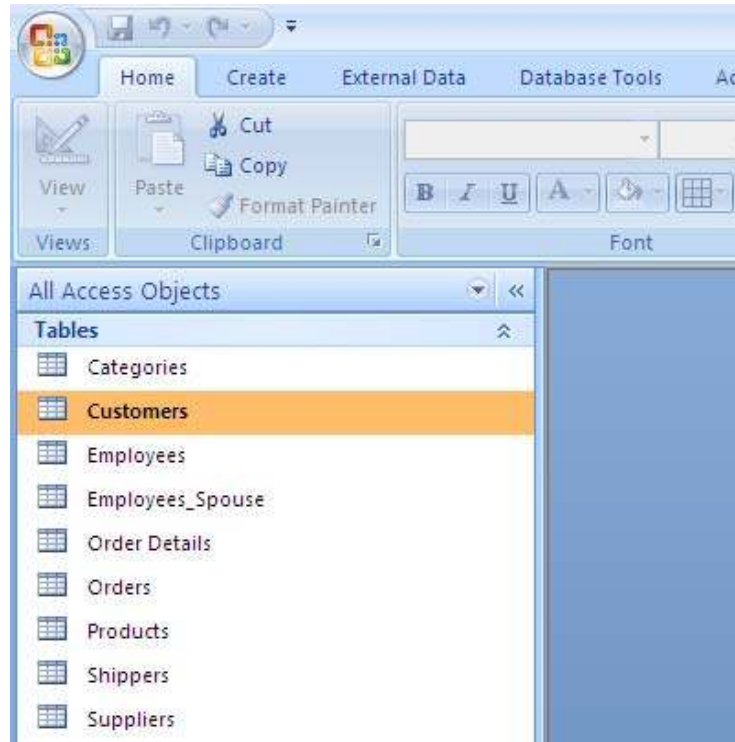 Home Create External Data Database Tools
Cut
Copy
Format Painter
View Paste
B I U A
Views Clipboard Font
All Access Objects
Tables
Categories
Customers
Employees
Employees_Spouse
Order Details
Orders
Products
Shippers
Suppliers